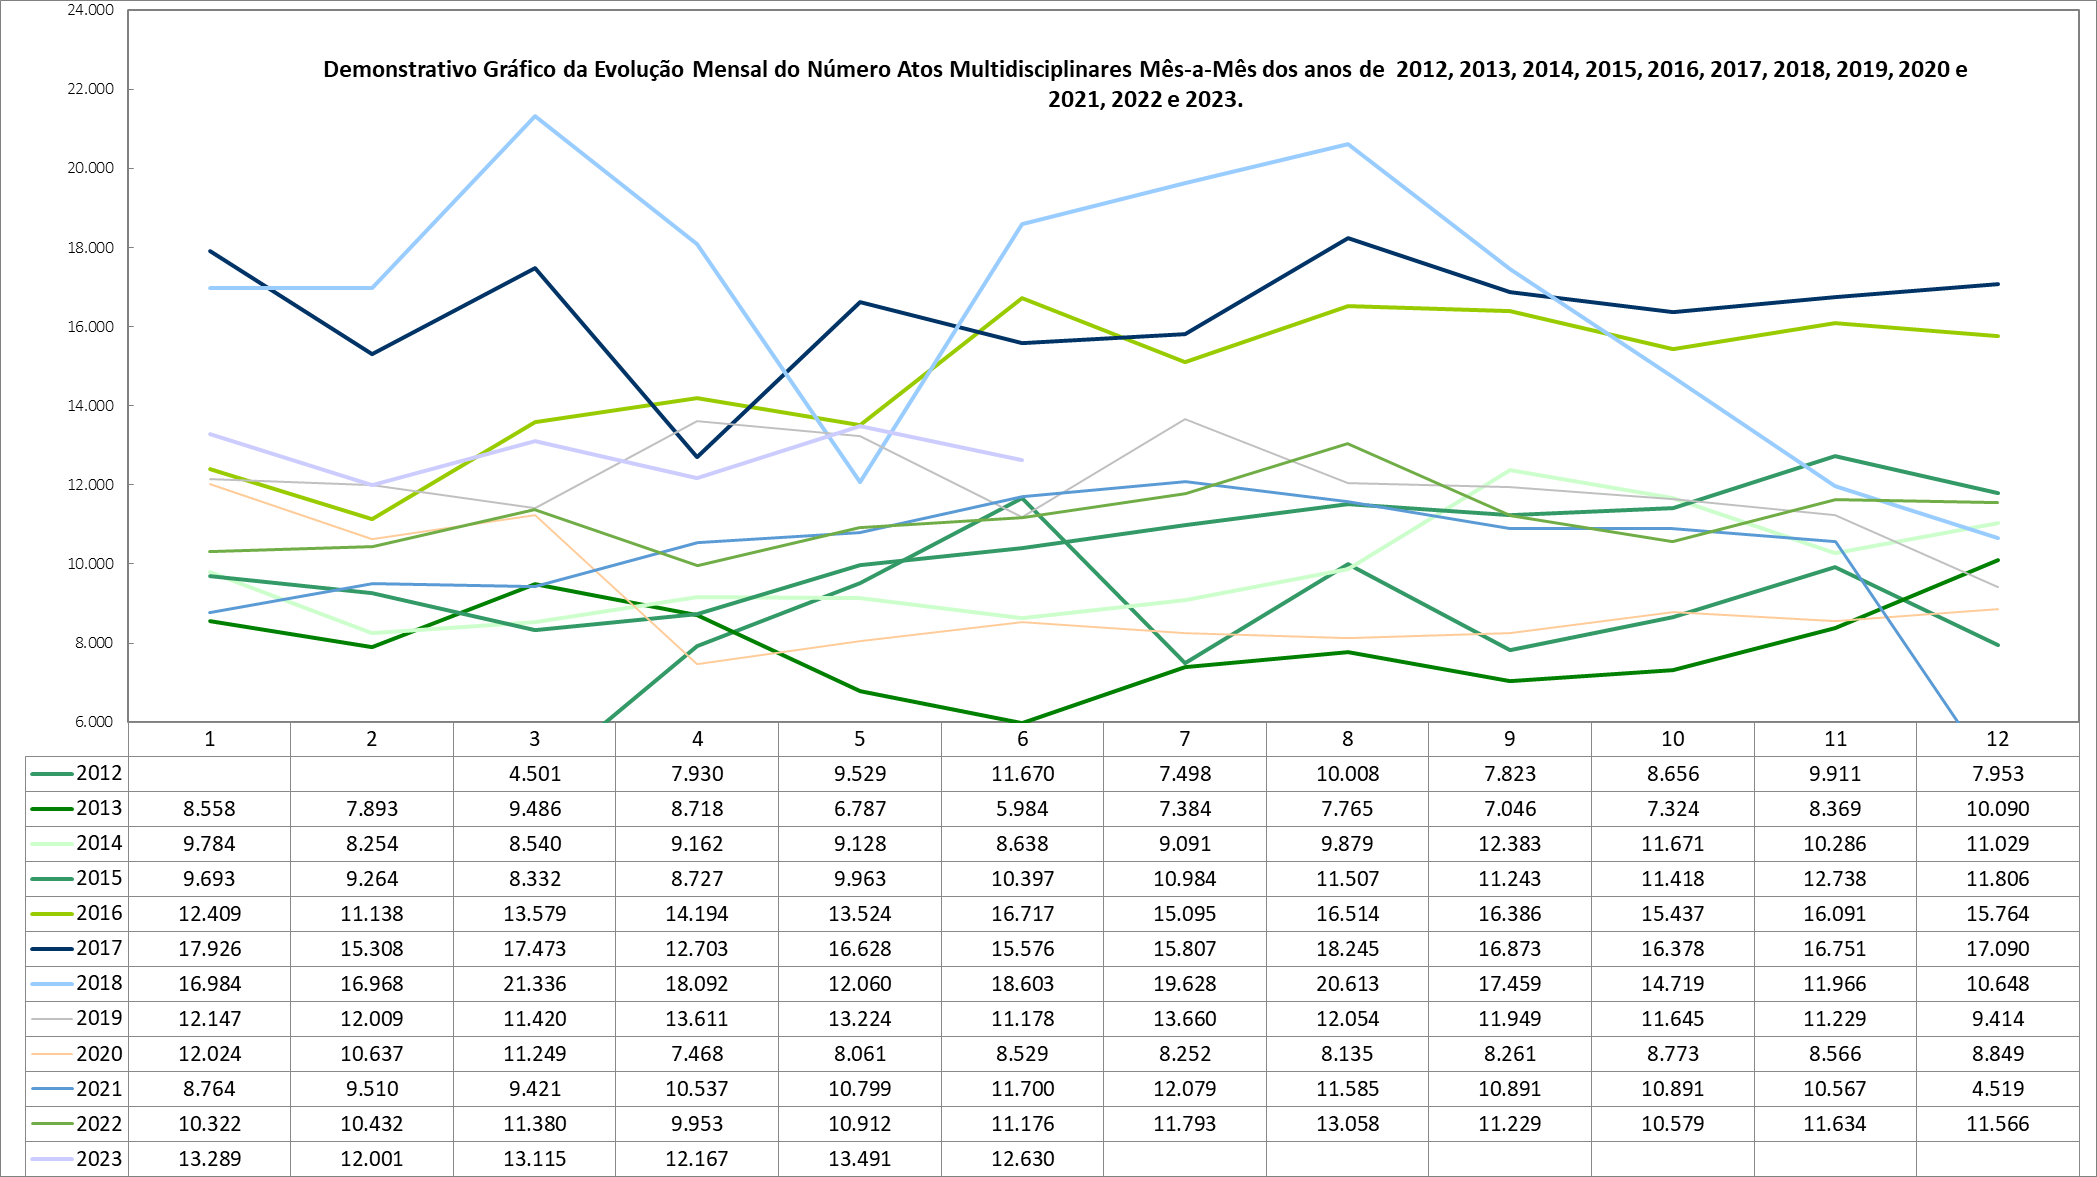 24.000
Demonstrativo Gráfico da Evolução Mensal do Número Atos Multidisciplinares Mês-a-Mês dos anos de 2012, 2013, 2014, 2015, 2016, 2017, 2018, 2019, 2020 e
2021, 2022 e 2023.
22.000
20.000
18.000
16.000
14.000
12.000
10.000
8.000
6.000
1 2 3 4 5 6 7 8 9 10 11 12
2012 4.501 7.930 9.529 11.670 7.498 10.008 7.823 8.656 9.911 7.953
2013 8.558 7.893 9.486 8.718 6.787 5.984 7.384 7.765 7.046 7.324 8.369 10.090
2014 9.784 8.254 8.540 9.162 9.128 8.638 9.091 9.879 12.383 11.671 10.286 11.029
2015 9.693 9.264 8.332 8.727 9.963 10.397 10.984 11.507 11.243 11.418 12.738 11.806
2016 12.409 11.138 13.579 14.194 13.524 16.717 15.095 16.514 16.386 15.437 16.091 15.764
2017 17.926 15.308 17.473 12.703 16.628 15.576 15.807 18.245 16.873 16.378 16.751 17.090
2018 16.984 16.968 21.336 18.092 12.060 18.603 19.628 20.613 17.459 14.719 11.966 10.648
2019 12.147 12.009 11.420 13.611 13.224 11.178 13.660 12.054 11.949 11.645 11.229 9.414
2020 12.024 10.637 11.249 7.468 8.061 8.529 8.252 8.135 8.261 8.773 8.566 8.849
2021 8.764 9.510 9.421 10.537 10.799 11.700 12.079 11.585 10.891 10.891 10.567 4.519
2022 10.322 10.432 11.380 9.953 10.912 11.176 11.793 13.058 11.229 10.579 11.634 11.566
2023 13.289 12.001 13.115 12.167 13.491 12.630